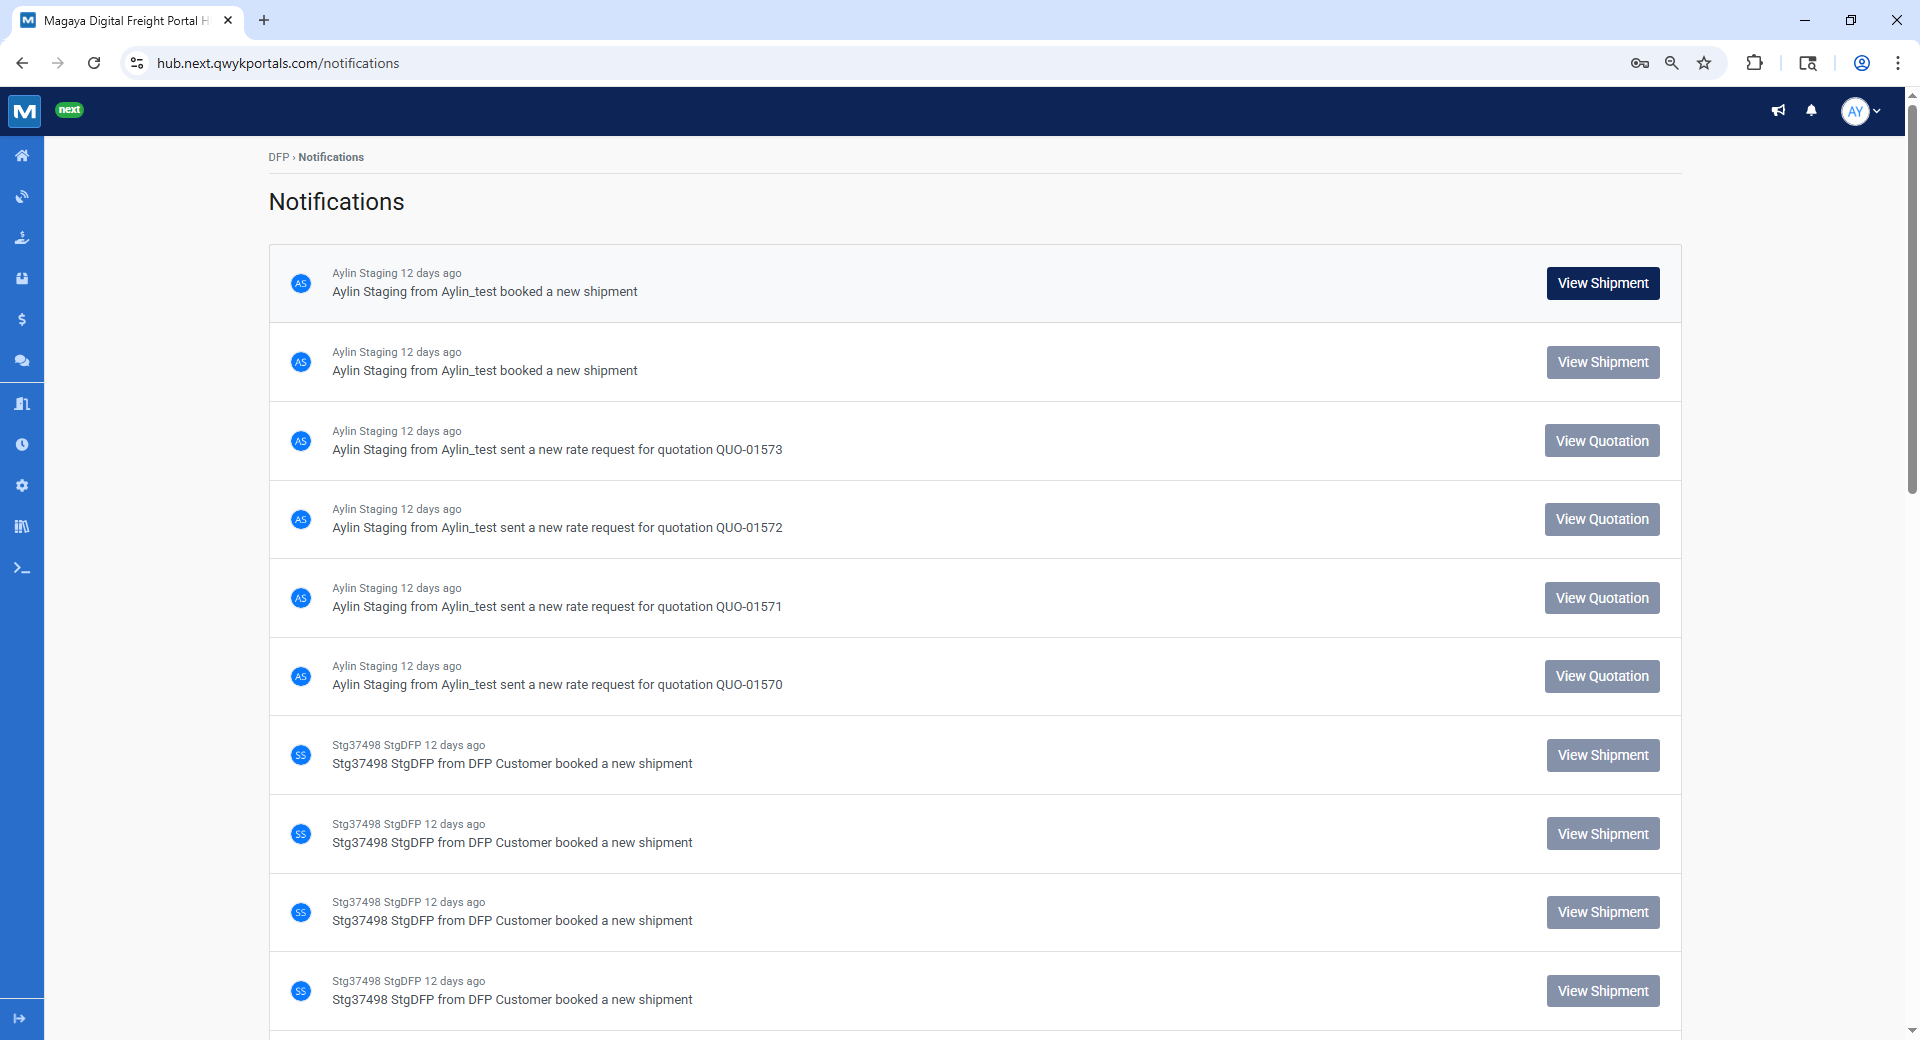 Magaya Digital Freight Portal H
hub.next.qwykportals.com/notifications
M
next
AY
DFP › Notifications
Notifications
AS
Aylin Staging 12 days ago
Aylin Staging from Aylin_test booked a new shipment
View Shipment
AS
Aylin Staging 12 days ago
Aylin Staging from Aylin_test booked a new shipment
View Shipment
AS
Aylin Staging 12 days ago
Aylin Staging from Aylin_test sent a new rate request for quotation QUO-01573
View Quotation
AS
Aylin Staging 12 days ago
Aylin Staging from Aylin_test sent a new rate request for quotation QUO-01572
View Quotation
AS
Aylin Staging 12 days ago
Aylin Staging from Aylin_test sent a new rate request for quotation QUO-01571
View Quotation
AS
Aylin Staging 12 days ago
Aylin Staging from Aylin_test sent a new rate request for quotation QUO-01570
View Quotation
SS
Stg37498 StgDFP 12 days ago
Stg37498 StgDFP from DFP Customer booked a new shipment
View Shipment
SS
Stg37498 StgDFP 12 days ago
Stg37498 StgDFP from DFP Customer booked a new shipment
View Shipment
SS
Stg37498 StgDFP 12 days ago
Stg37498 StgDFP from DFP Customer booked a new shipment
View Shipment
SS
Stg37498 StgDFP 12 days ago
Stg37498 StgDFP from DFP Customer booked a new shipment
View Shipment